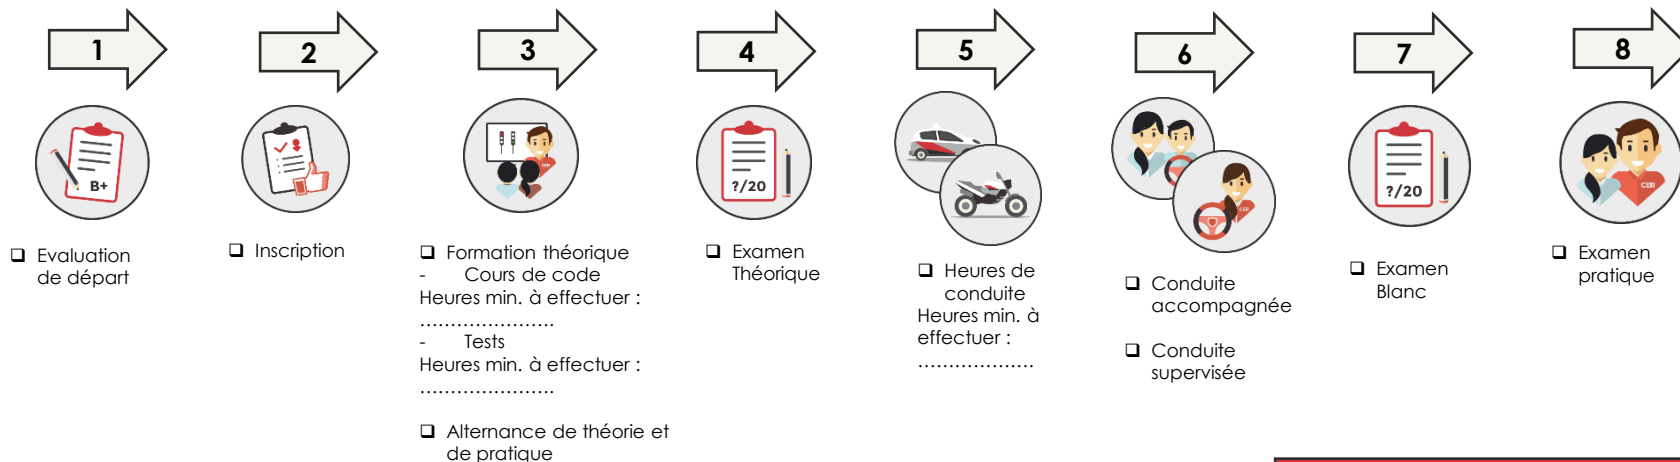 1
2
3
4
5
6
7
8
B+
?/20
?/20
CER
❑ Evaluation
de départ
❑ Inscription
❑ Formation théorique
- Cours de code
Heures min. à effectuer :
......................
- Tests
Heures min. à effectuer :
......................
❑ Alternance de théorie et
de pratique
❑ Examen
Théorique
❑ Heures de
conduite
Heures min. à
effectuer :
...................
❑ Conduite
accompagnée
❑ Conduite
supervisée
❑ Examen
Blanc
❑ Examen
pratique